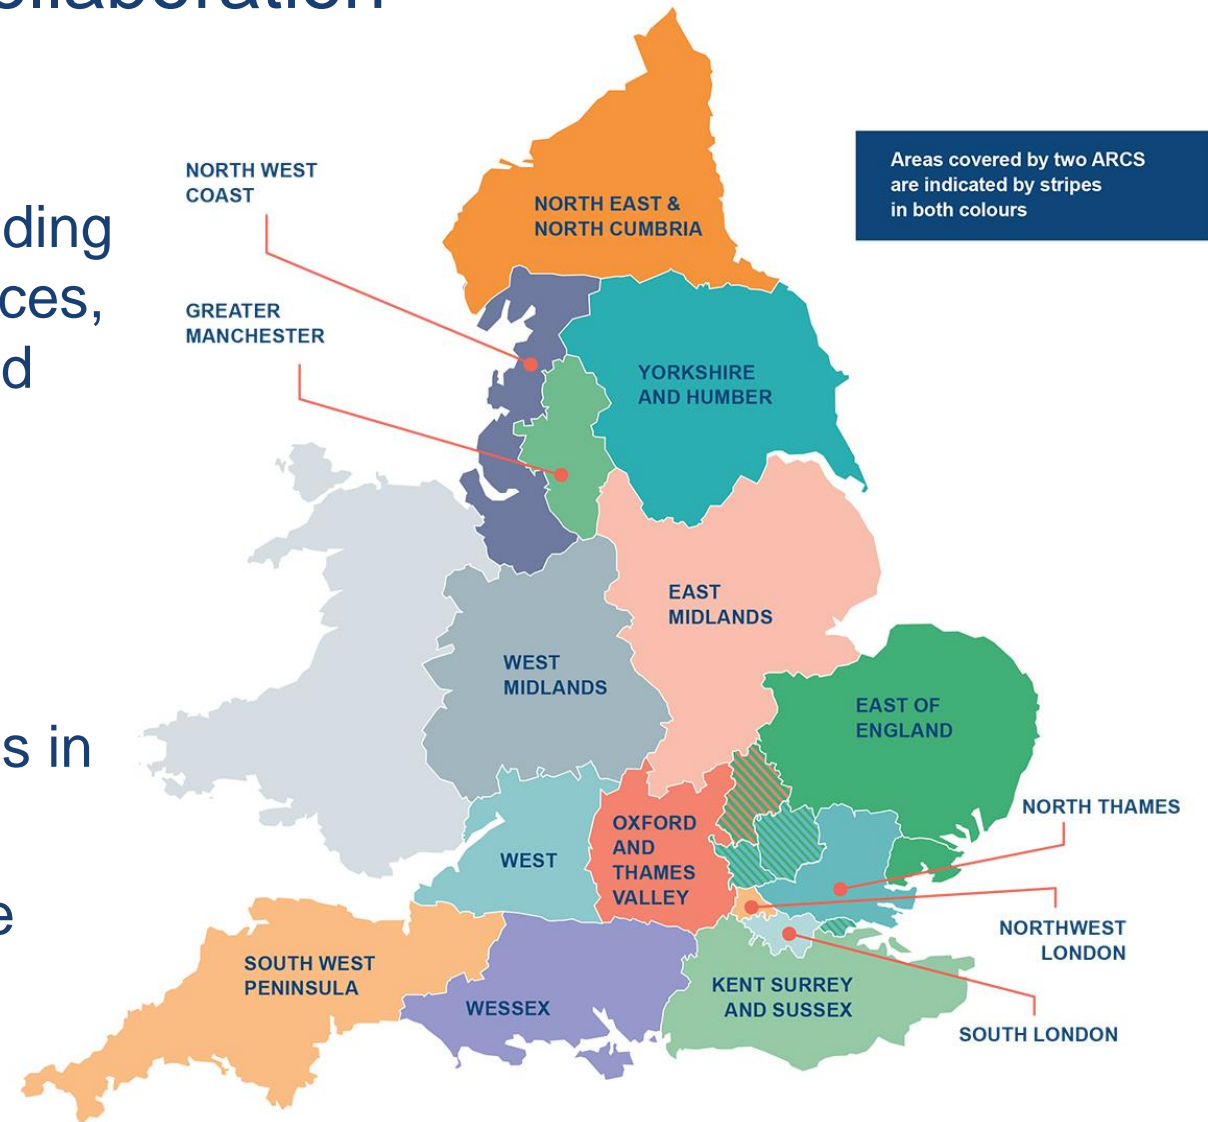 NORTH WEST
COAST
Areas covered by two ARCS
are indicated by stripes
in both colours
NORTH EAST &
NORTH CUMBRIA
GREATER
MANCHESTER
ces,
YORKSHIRE
AND HUMBER
EAST
MIDLANDS
WEST
MIDLANDS
EAST OF
ENGLAND
s in
NORTH THAMES
OXFORD
AND
THAMES
VALLEY
WEST
NORTHWEST
LONDON
SOUTH WEST
PENINSULA
WESSEX
KENT SURREY
AND SUSSEX
SOUTH LONDON